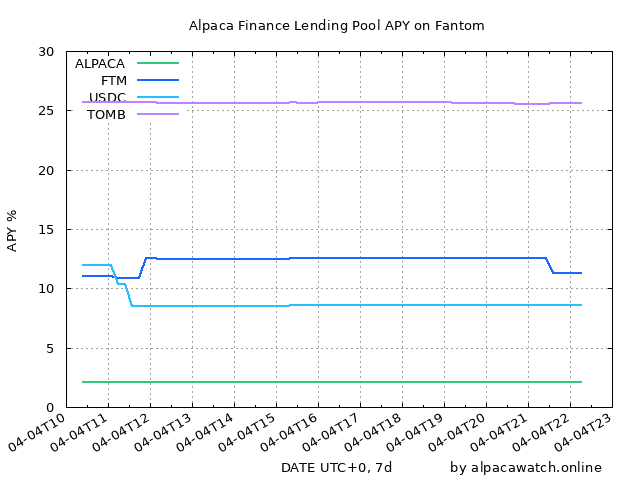 Alpaca Finance Lending Pool APY on Fantom
30
25
20
15
10
5
0
APY %
ALPACA
FTM
USDC
TOMB
04-04T10
04-04T11
04-04T12
04-04T13
04-04T14
04-04T15
04-04T16
04-04T17
04-04T18
04-04T19
04-04T20
04-04T21
04-04T22
04-04T23
DATE UTC+0, 7d
by alpacawatch.online